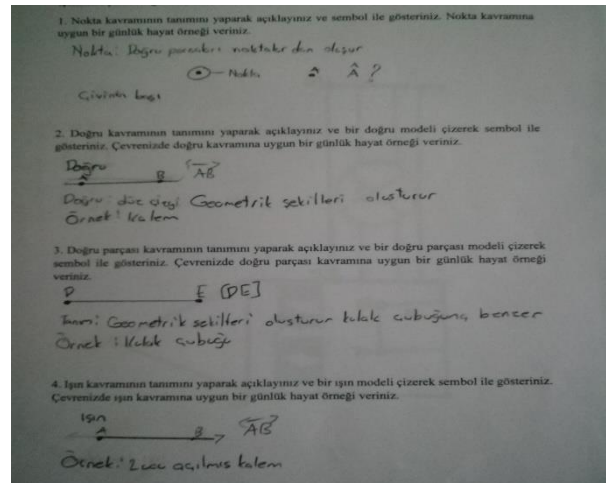 1. Nokta kavramının tanımını yaparak açıklayınız ve sembol ile gösteriniz. Nokta kavramına
uygun bir günlük hayat örneği veriniz.
Nokta: Doğru parçaları noktalardan oluşur
Nokta Â ?
Çivinin başı
2. Doğru kavramının tanımını yaparak açıklayınız ve bir doğru modeli çizerek sembol ile
gösteriniz. Çevrenizde doğru kavramına uygun bir günlük hayat örneği veriniz.
Doğru
A B AB
Doğru: düz çizgi Geometrik şekilleri oluşturur
Örnek: Kalem
3. Doğru parçası kavramının tanımını yaparak açıklayınız ve bir doğru parçası modeli çizerek
sembol ile gösteriniz. Çevrenizde doğru parçası kavramına uygun bir günlük hayat örneği
veriniz.
D E [DE]
Tanım: Geometrik sekilleri oluşturur kulak çubuğuna benzer
Örnek: Kulak çubuğu
4. Işın kavramının tanımını yaparak açıklayınız ve bir ışın modeli çizerek sembol ile gösteriniz.
Çevrenizde ışın kavramına uygun bir günlük hayat örneği veriniz.
Işın
A B AB
Örnek: 2 ucu açılmış kalem